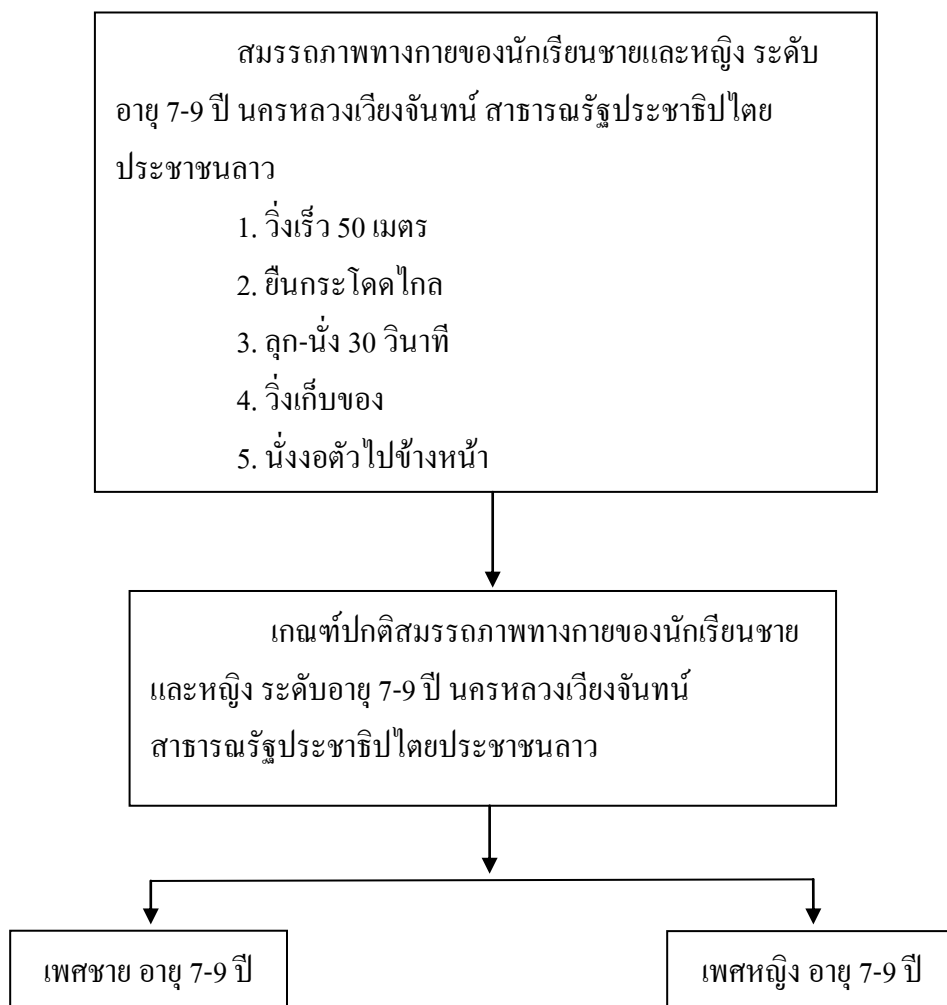 สมรรถภาพทางกายของนักเรียนชายและหญิง ระดับ
อายุ 7-9 ปี นครหลวงเวียงจันทน์ สาธารณรัฐประชาธิปไตย
ประชาชนลาว
1. วิ่งเร็ว 50 เมตร
2. ยืนกระโดดไกล
3. ลุก-นั่ง 30 วินาที
4. วิ่งเก็บของ
5. นั่งงอตัวไปข้างหน้า
เกณฑ์ปกติสมรรถภาพทางกายของนักเรียนชาย
และหญิง ระดับอายุ 7-9 ปี นครหลวงเวียงจันทน์
สาธารณรัฐประชาธิปไตยประชาชนลาว
เพศชาย อายุ 7-9 ปี
เพศหญิง อายุ 7-9 ปี